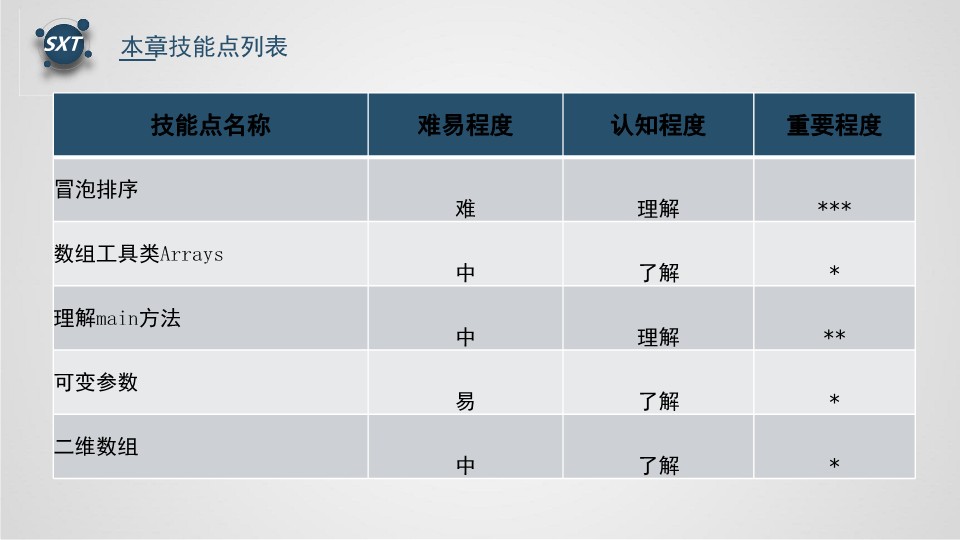 SXT
本章技能点列表
技能点名称 难易程度 认知程度 重要程度
冒泡排序 难 理解 ***
数组工具类Arrays 中 了解 *
理解main方法 中 理解 **
可变参数 易 了解 *
二维数组 中 了解 *